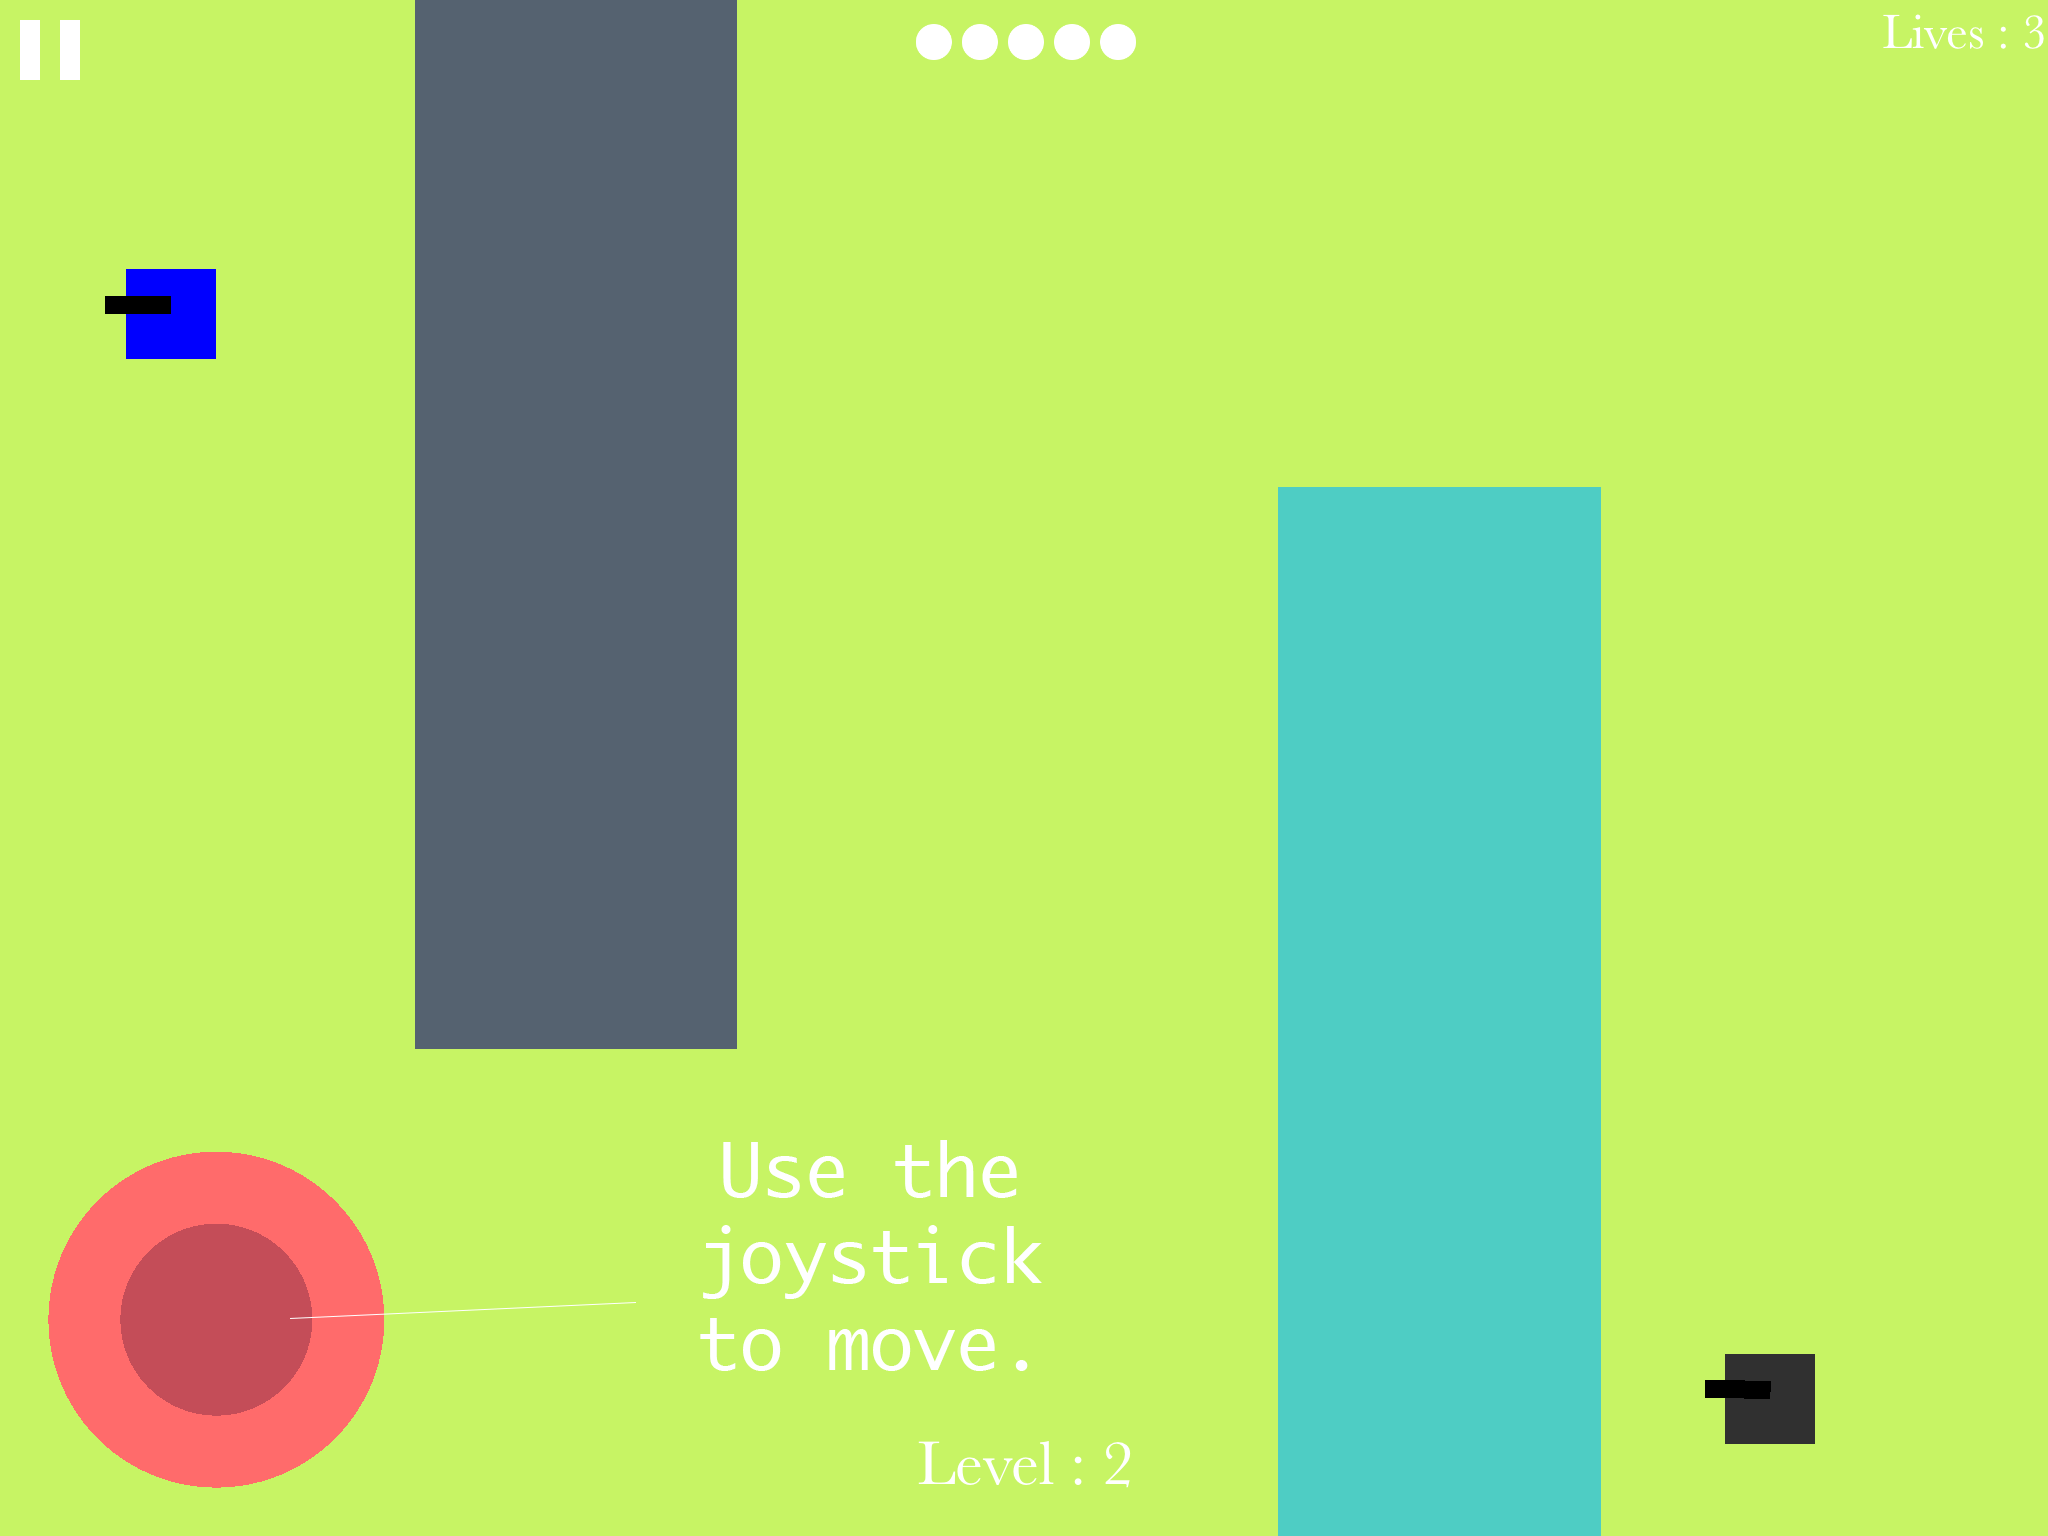 Lives : 3
Use the
joystick
to move.
Level : 2